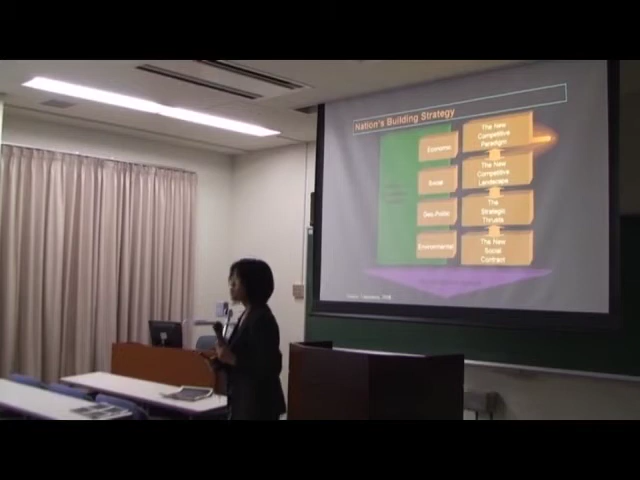 Nation's Building Strategy
Economic
Social
Geo-Politic
Environmental
The New
Competitive
Paradigm
The New
Competitive
Landscape
The
Strategic
Thrusts
The New
Social
Contract